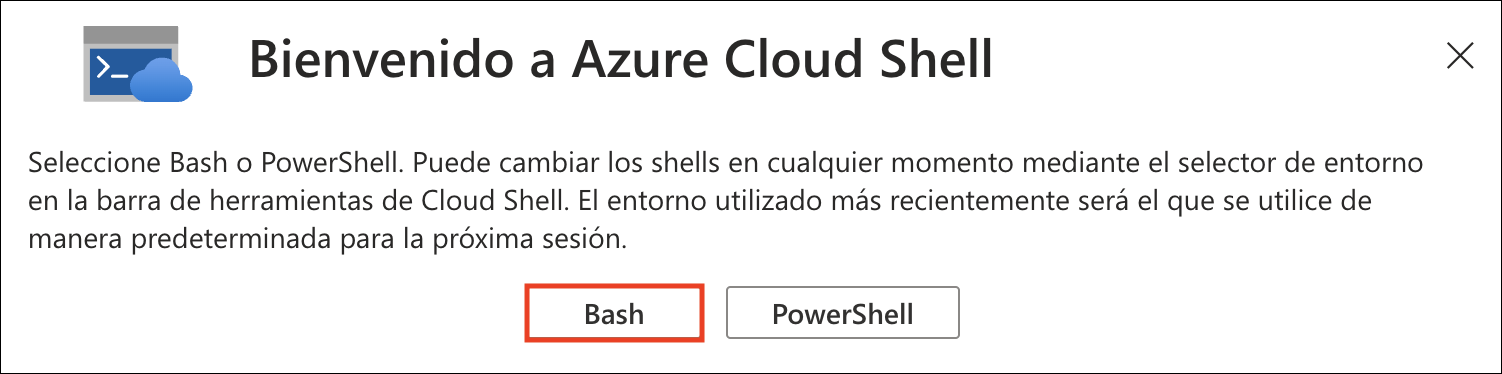 Bienvenido a Azure Cloud Shell
Seleccione Bash o PowerShell. Puede cambiar los shells en cualquier momento mediante el selector de entorno
en la barra de herramientas de Cloud Shell. El entorno utilizado más recientemente será el que se utilice de
manera predeterminada para la próxima sesión.
Bash PowerShell